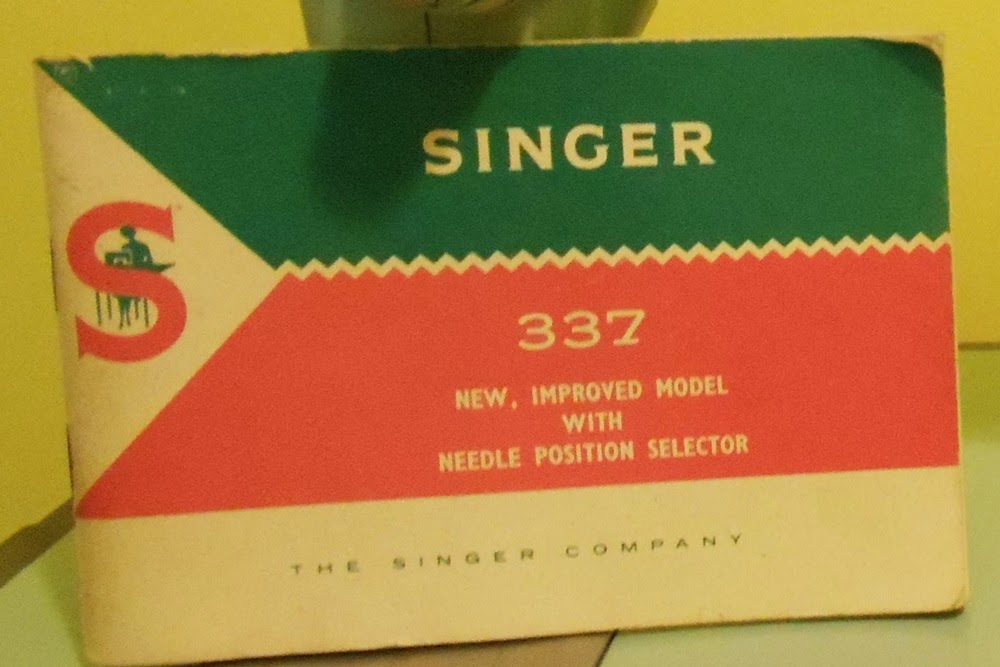 SINGER
S
337
NEW, IMPROVED MODEL
WITH
NEEDLE POSITION SELECTOR
THE SINGER COMPANY